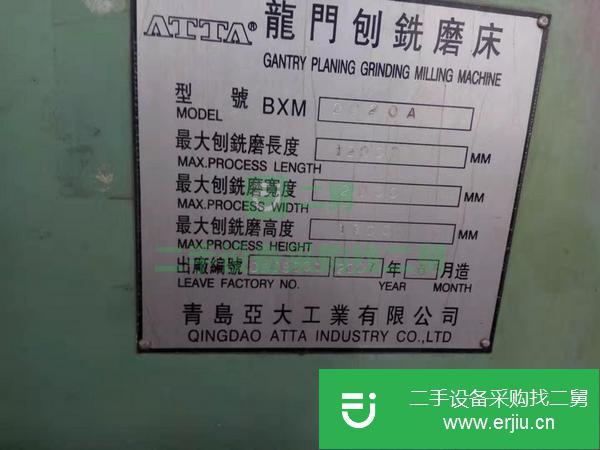 ATTA® 龍門刨銑磨床
GANTRY PLANING GRINDING MILLING MACHINE
型號 BXM
MODEL
最大刨銑磨長度 MM
MAX.PROCESS LENGTH
最大刨銑磨寬度 MM
MAX.PROCESS WIDTH
最大刨銑磨高度 MM
MAX.PROCESS HEIGHT
出廠編號 年 月造
LEAVE FACTORY NO. YEAR MONTH
青島亞大工業有限公司
QINGDAO ATTA INDUSTRY CO.,LTD
二舅
二手设备采购找二舅
www.erjiu.cn